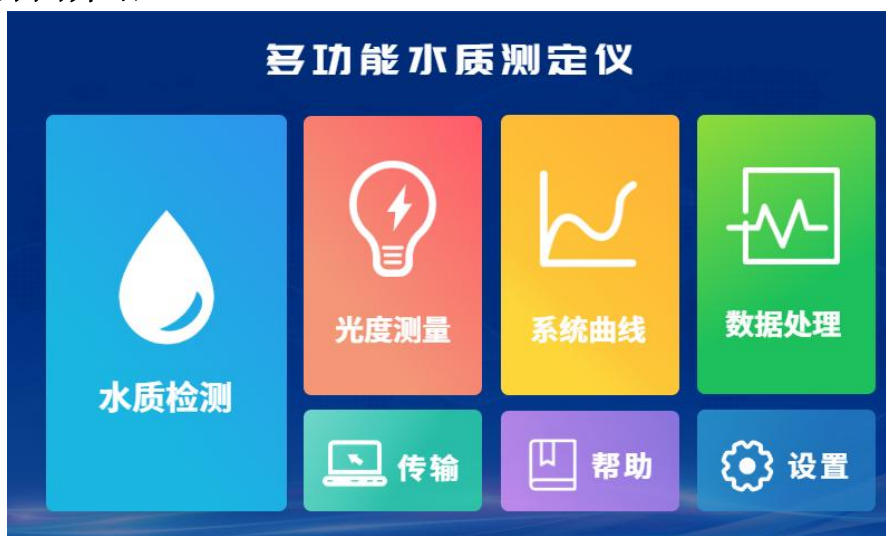 多功能水质测定仪
水质检测
光度测量
系统曲线
数据处理
传输
帮助
设置